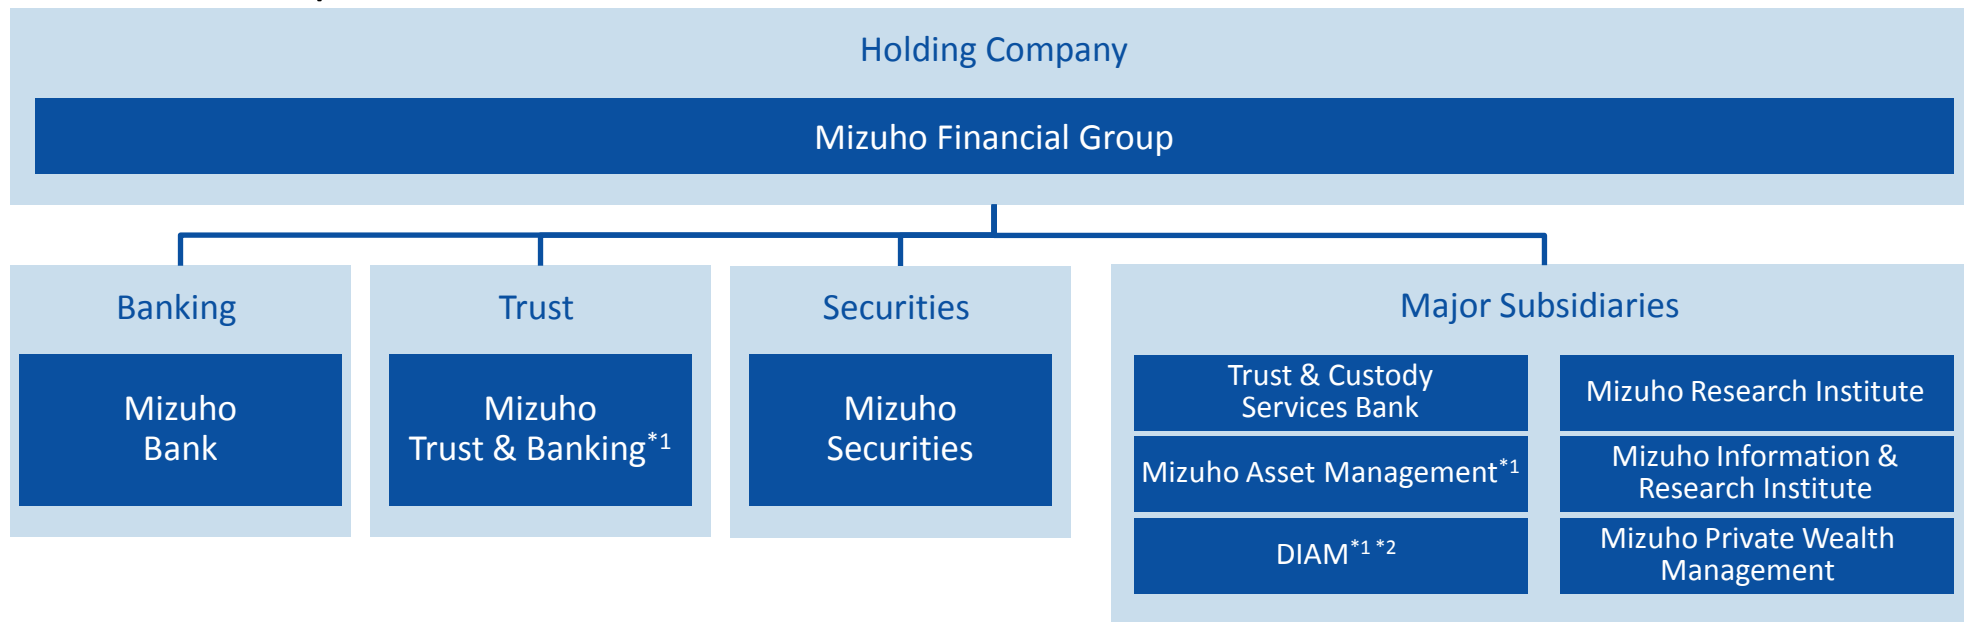 Holding Company
Mizuho Financial Group
Banking
Mizuho
Bank
Trust
Mizuho
Trust & Banking*1
Securities
Mizuho
Securities
Major Subsidiaries
Trust & Custody
Services Bank
Mizuho Research Institute
Mizuho Asset Management*1
Mizuho Information &
Research Institute
DIAM*1 *2
Mizuho Private Wealth
Management